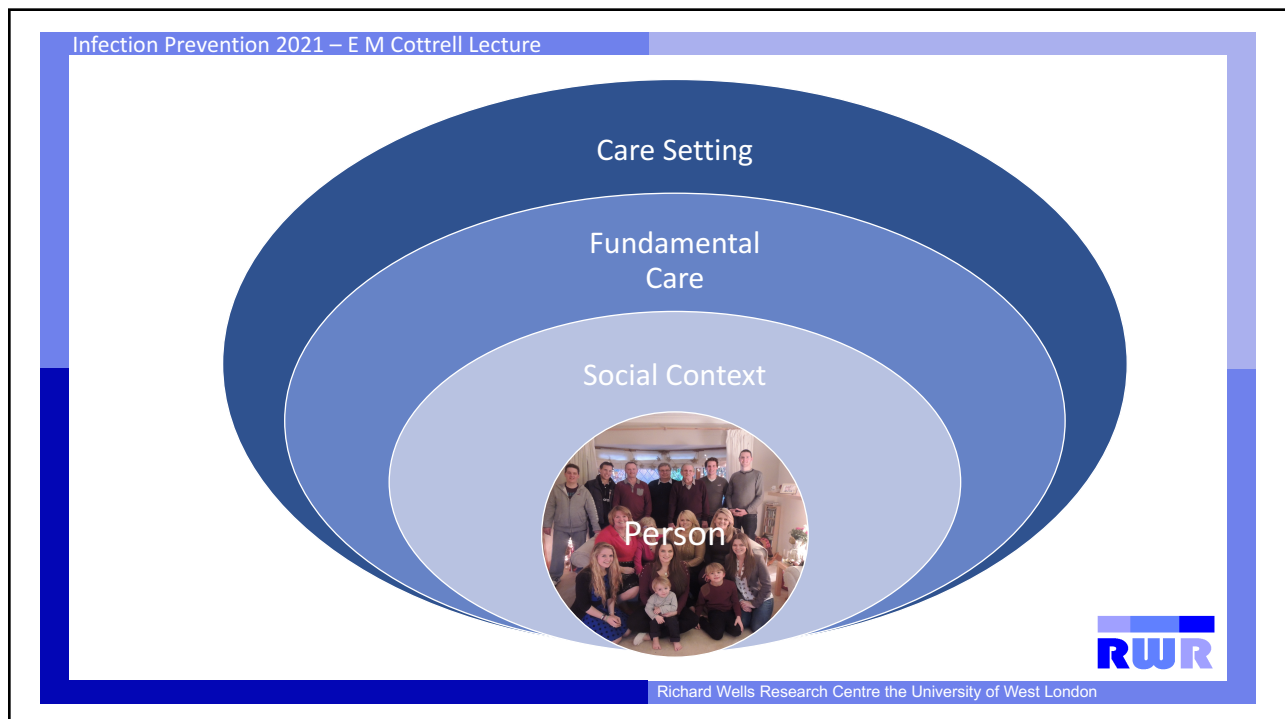 Infection Prevention 2021 – E M Cottrell Lecture
Care Setting
Fundamental
Care
Social Context
Person
RWR
Richard Wells Research Centre the University of West London